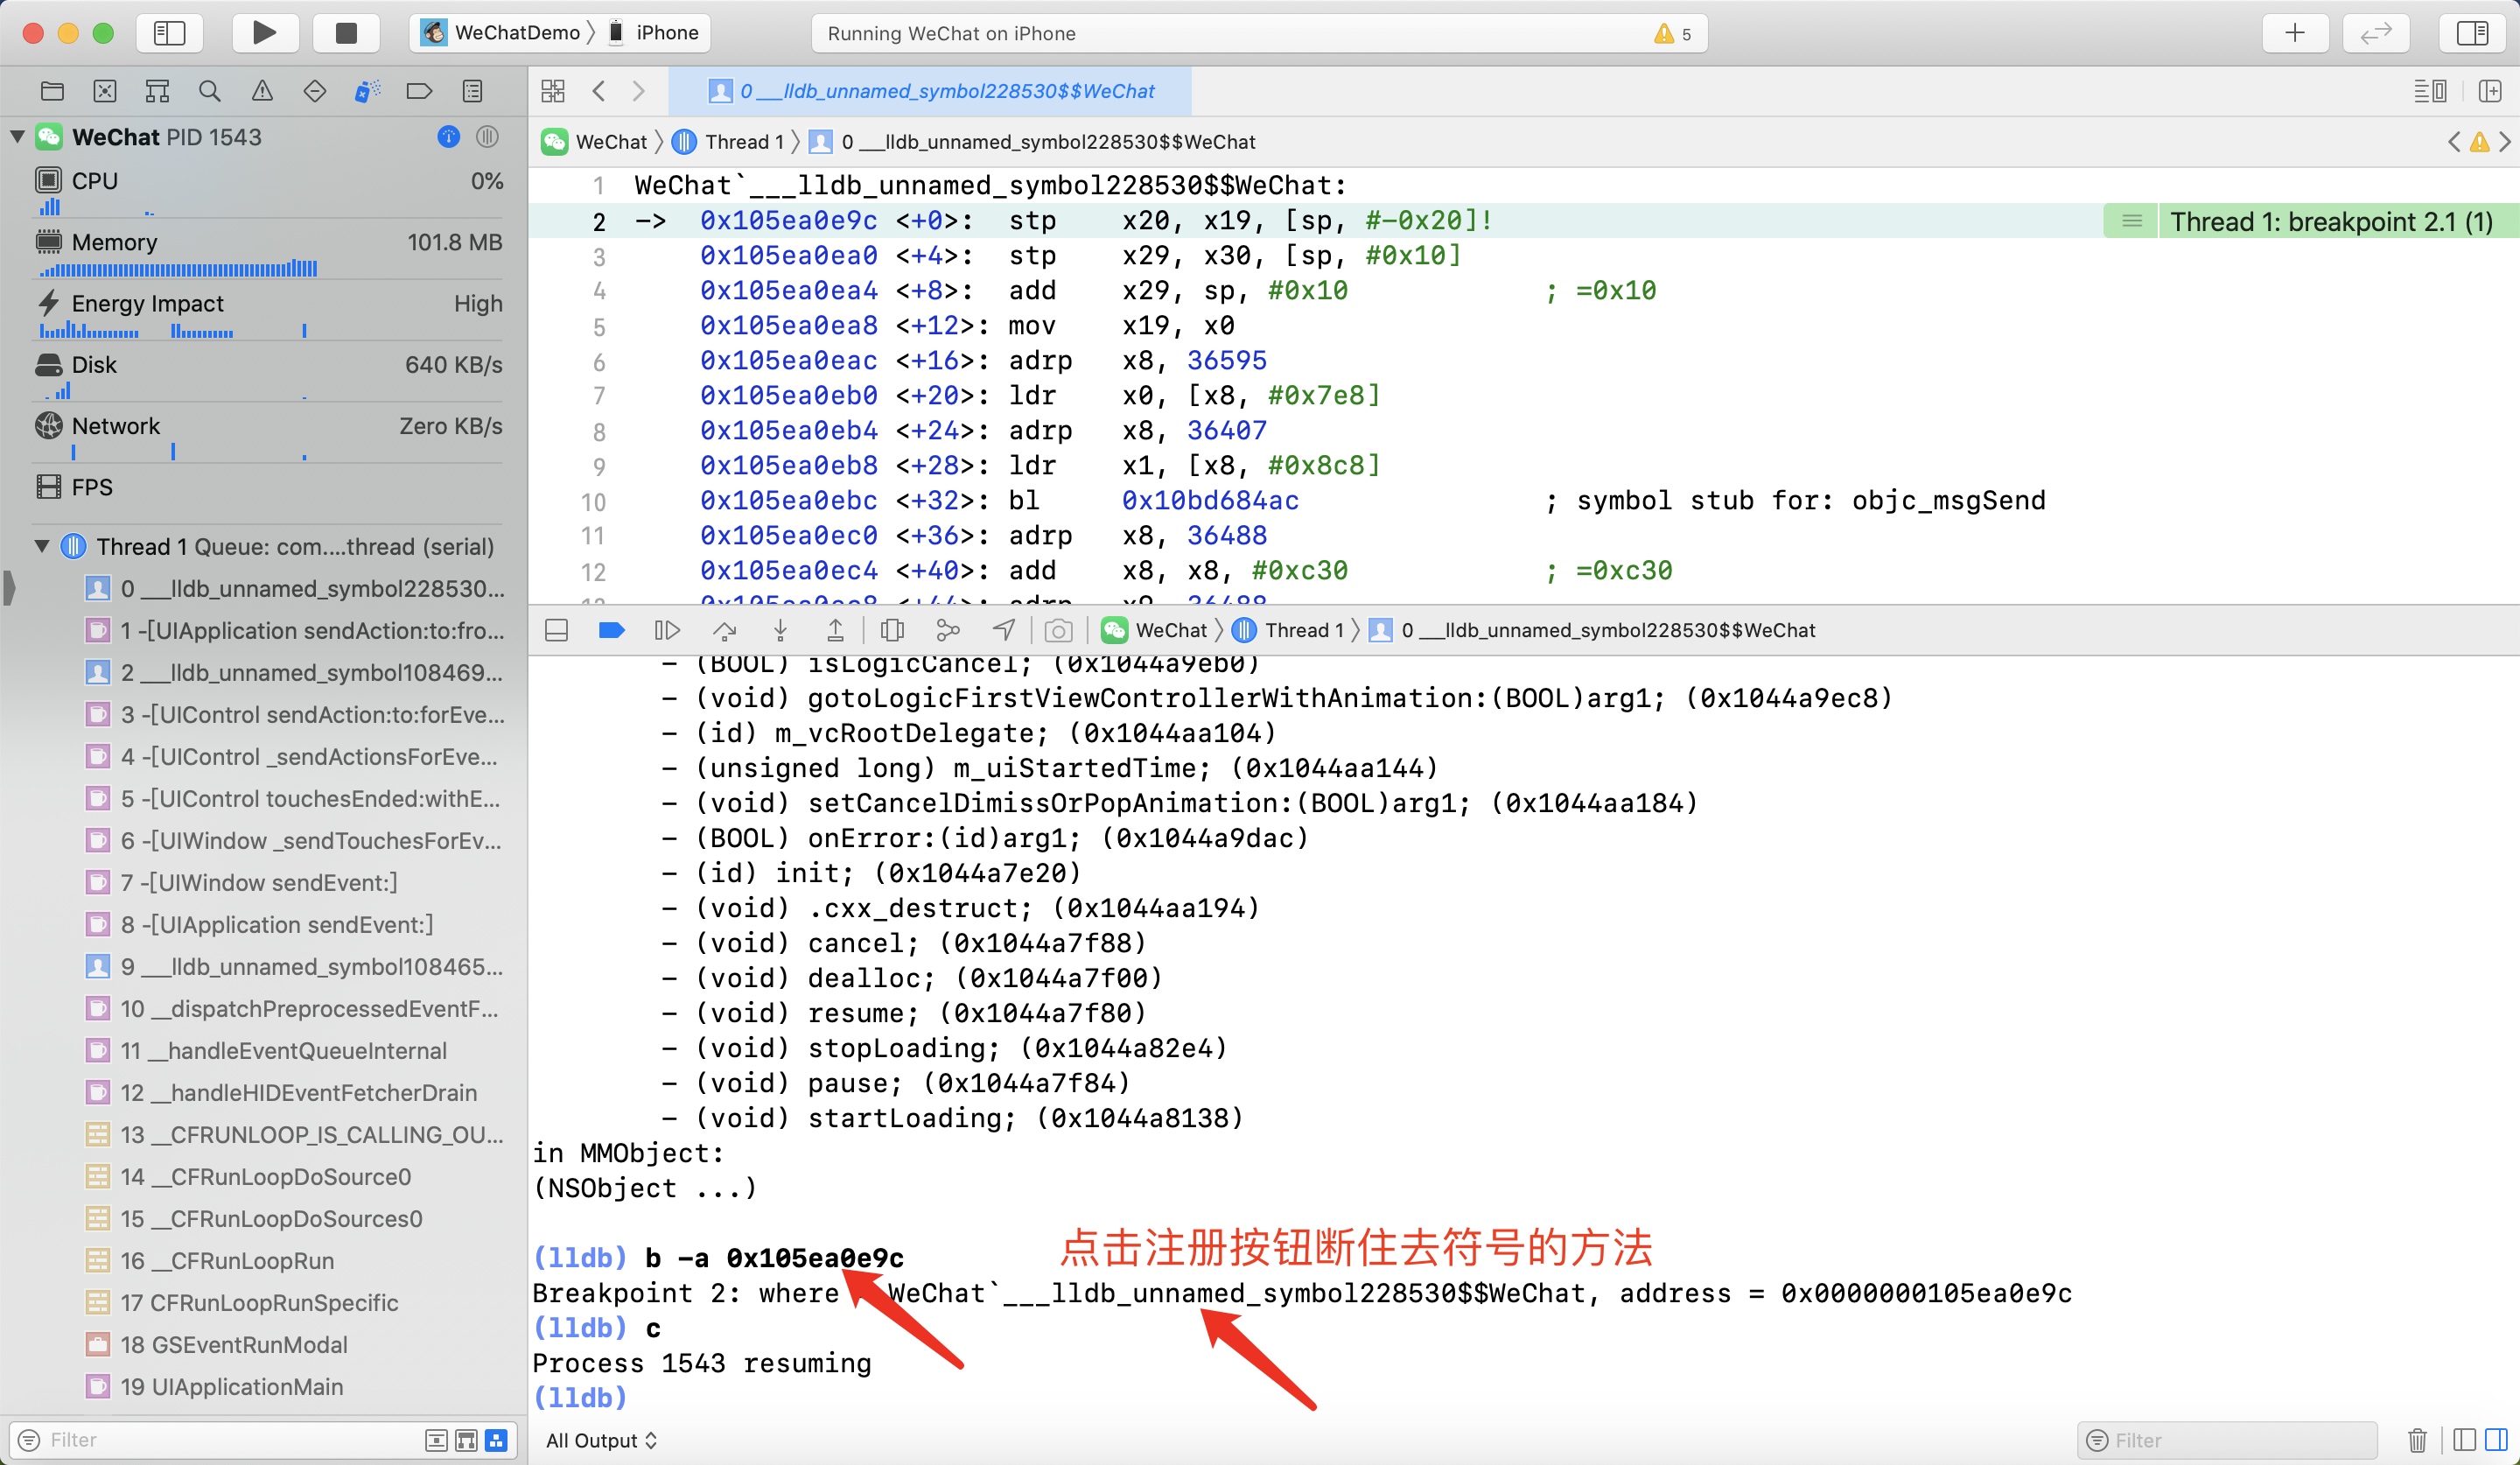 WeChatDemo 〉 iPhone
Running WeChat on iPhone
5
0 ___lldb_unnamed_symbol228530$$WeChat
WeChat PID 1543
CPU 0%
Memory 101.8 MB
Energy Impact High
Disk 640 KB/s
Network Zero KB/s
FPS
Thread 1 Queue: com....thread (serial)
0 ___lldb_unnamed_symbol228530...
1 -[UIApplication sendAction:to:fro...
2 ___lldb_unnamed_symbol108469...
3 -[UIControl sendAction:to:forEve...
4 -[UIControl _sendActionsForEve...
5 -[UIControl touchesEnded:withE...
6 -[UIWindow _sendTouchesForEv...
7 -[UIWindow sendEvent:]
8 -[UIApplication sendEvent:]
9 ___lldb_unnamed_symbol108465...
10 __dispatchPreprocessedEventF...
11 __handleEventQueueInternal
12 __handleHIDEventFetcherDrain
13 __CFRUNLOOP_IS_CALLING_OU...
14 __CFRunLoopDoSource0
15 __CFRunLoopDoSources0
16 __CFRunLoopRun
17 CFRunLoopRunSpecific
18 GSEventRunModal
19 UIApplicationMain
Filter
WeChat 〉 Thread 1 〉 0 ___lldb_unnamed_symbol228530$$WeChat
1 WeChat`___lldb_unnamed_symbol228530$$WeChat:
2 -> 0x105ea0e9c <+0>: stp x20, x19, [sp, #-0x20]! Thread 1: breakpoint 2.1 (1)
3 0x105ea0ea0 <+4>: stp x29, x30, [sp, #0x10]
4 0x105ea0ea4 <+8>: add x29, sp, #0x10 ; =0x10
5 0x105ea0ea8 <+12>: mov x19, x0
6 0x105ea0eac <+16>: adrp x8, 36595
7 0x105ea0eb0 <+20>: ldr x0, [x8, #0x7e8]
8 0x105ea0eb4 <+24>: adrp x8, 36407
9 0x105ea0eb8 <+28>: ldr x1, [x8, #0x8c8]
10 0x105ea0ebc <+32>: bl 0x10bd684ac ; symbol stub for: objc_msgSend
11 0x105ea0ec0 <+36>: adrp x8, 36488
12 0x105ea0ec4 <+40>: add x8, x8, #0xc30 ; =0xc30
13 0x105ea0ec8 <+44>: adrp x9, 36488
WeChat 〉 Thread 1 〉 0 ___lldb_unnamed_symbol228530$$WeChat
- (BOOL) isLogicCancel; (0x1044a9eb0)
- (void) gotoLogicFirstViewControllerWithAnimation:(BOOL)arg1; (0x1044a9ec8)
- (id) m_vcRootDelegate; (0x1044aa104)
- (unsigned long) m_uiStartedTime; (0x1044aa144)
- (void) setCancelDimissOrPopAnimation:(BOOL)arg1; (0x1044aa184)
- (BOOL) onError:(id)arg1; (0x1044a9dac)
- (id) init; (0x1044a7e20)
- (void) .cxx_destruct; (0x1044aa194)
- (void) cancel; (0x1044a7f88)
- (void) dealloc; (0x1044a7f00)
- (void) resume; (0x1044a7f80)
- (void) stopLoading; (0x1044a82e4)
- (void) pause; (0x1044a7f84)
- (void) startLoading; (0x1044a8138)
in MMObject:
(NSObject ...)
点击注册按钮断住去符号的方法
(lldb) b -a 0x105ea0e9c
Breakpoint 2: where WeChat`___lldb_unnamed_symbol228530$$WeChat, address = 0x0000000105ea0e9c
(lldb) c
Process 1543 resuming
(lldb)
All Output
Filter